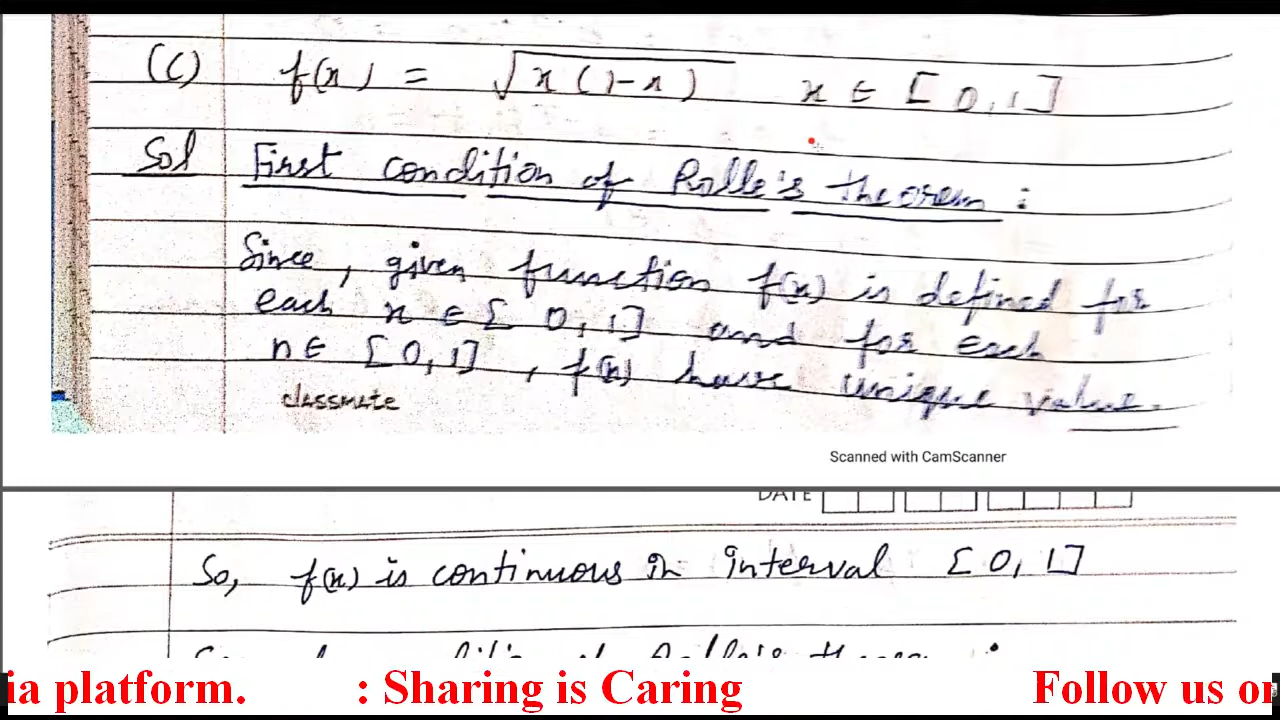 (C) f(x) = √x(1-x) x ∈ [0,1]
Sol First condition of Rolle's theorem :
Since, given function f(x) is defined for
each x ∈ [0,1] and for each
x ∈ [0,1], f(x) have unique value.
classmate
Scanned with CamScanner
DATE
So, f(x) is continuous in interval [0,1]
ia platform. : Sharing is Caring Follow us on